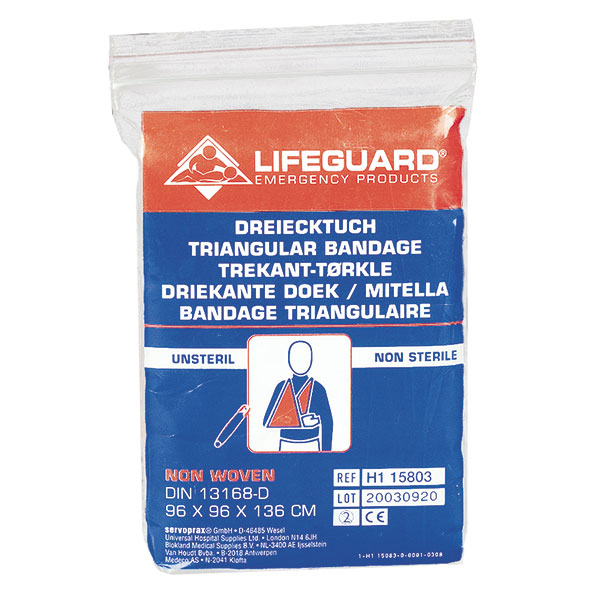 LIFEGUARD®
EMERGENCY PRODUCTS
DREIECKTUCH
TRIANGULAR BANDAGE
TREKANT-TØRKLE
DRIEKANTE DOEK / MITELLA
BANDAGE TRIANGULAIRE
UNSTERIL
NON STERILE
NON WOVEN
DIN 13168-D
96 X 96 X 136 CM
REF H1 15803
LOT 20030920
2 CE
servoprax® GmbH • D-46485 Wesel
Universal Hospital Supplies Ltd. • London N14 6JH
Blokland Medical Supplies B.V. • NL-3400 AE Ijsselstein
Van Houdt Bvba. • B-2018 Antwerpen
Medeco AS • N-2041 Kløfta